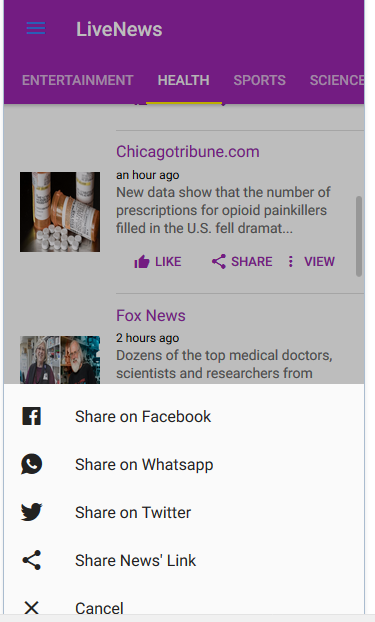 LiveNews
ENTERTAINMENT HEALTH SPORTS SCIENCE
Chicagotribune.com
an hour ago
New data show that the number of
prescriptions for opioid painkillers
filled in the U.S. fell dramat...
LIKE SHARE VIEW
Fox News
2 hours ago
Dozens of the top medical doctors,
scientists and researchers from
Share on Facebook
Share on Whatsapp
Share on Twitter
Share News' Link
Cancel